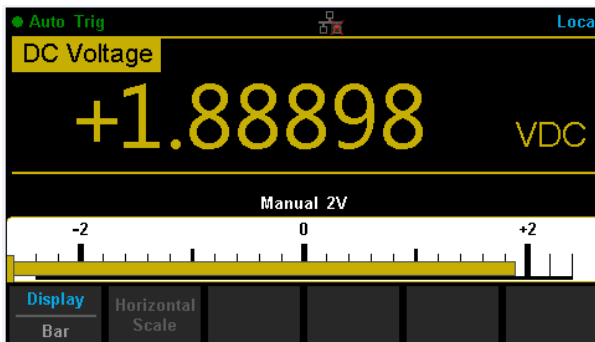 Auto Trig Loca
DC Voltage
+1.88898 VDC
Manual 2V
-2 0 +2
Display Horizontal
Bar Scale